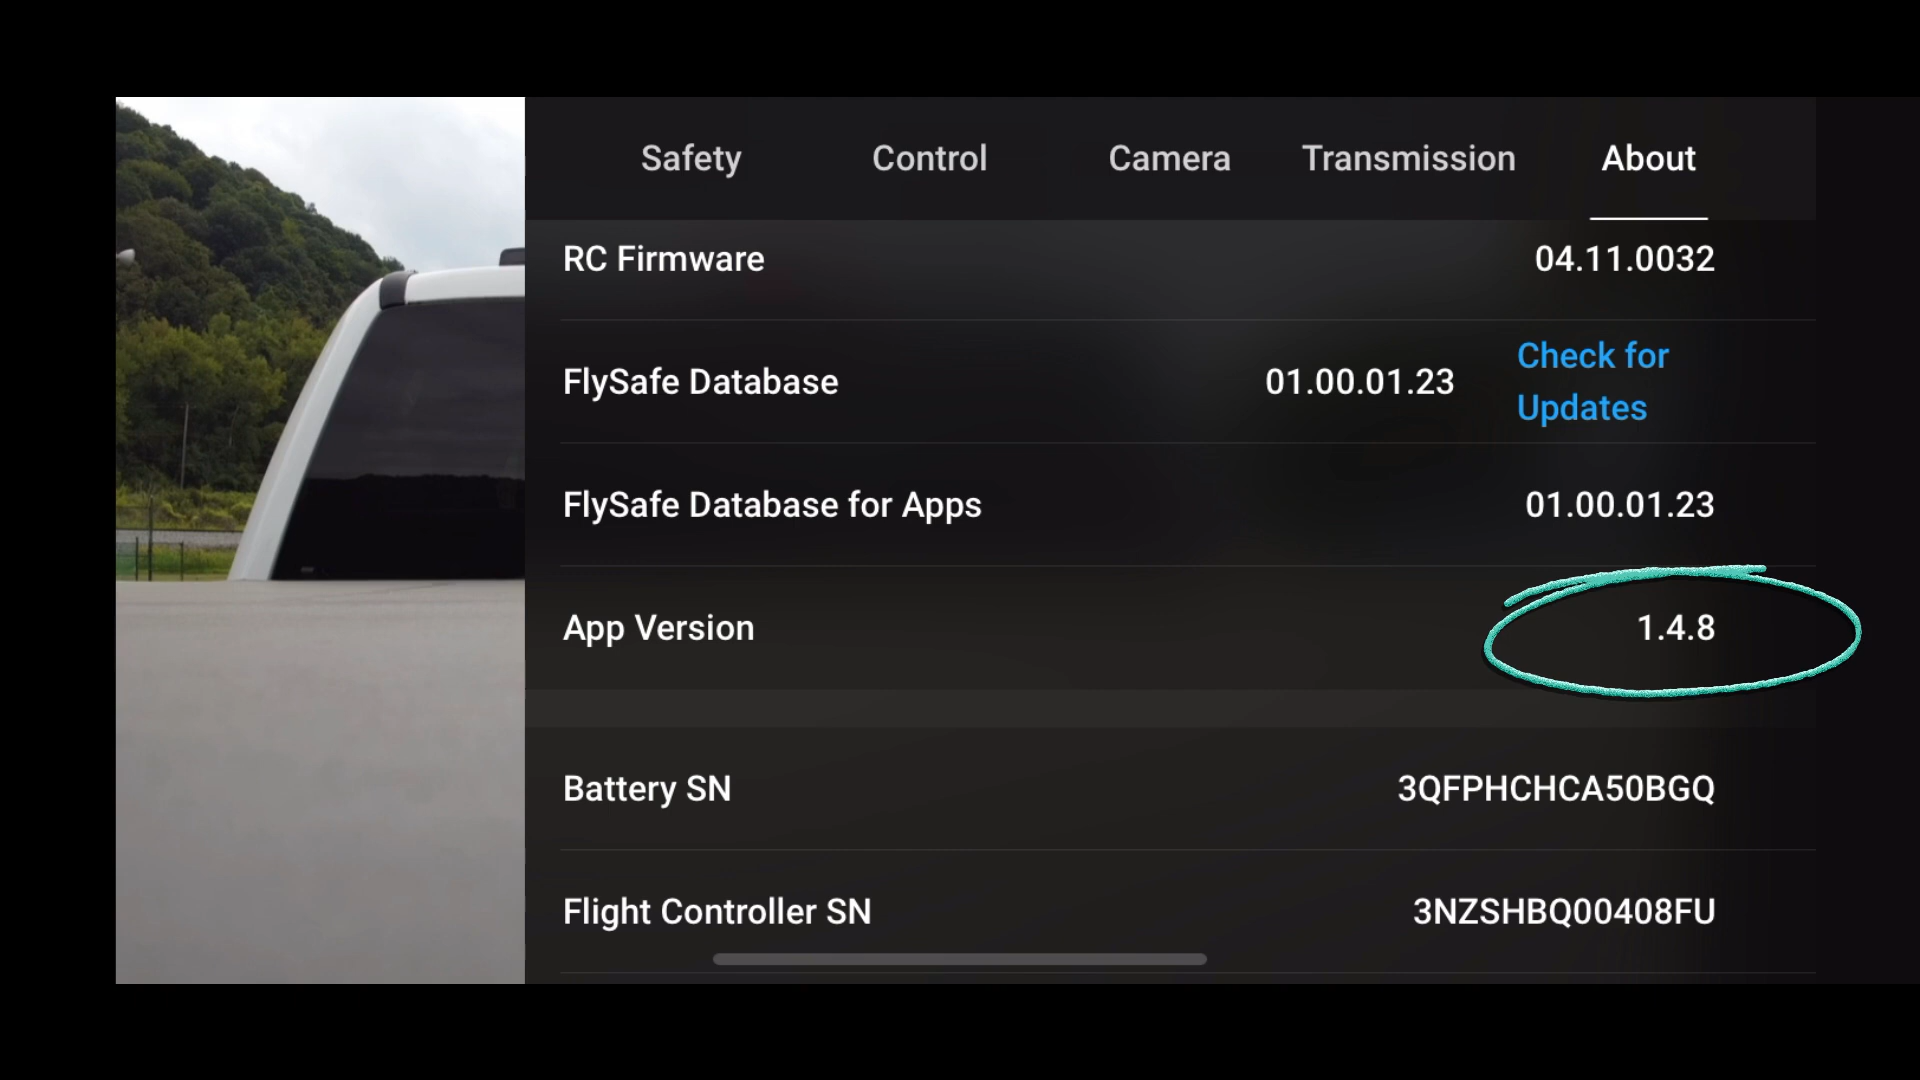 Safety Control Camera Transmission About
RC Firmware 04.11.0032
FlySafe Database 01.00.01.23 Check for
Updates
FlySafe Database for Apps 01.00.01.23
App Version 1.4.8
Battery SN 3QFPHCHCA50BGQ
Flight Controller SN 3NZSHBQ00408FU